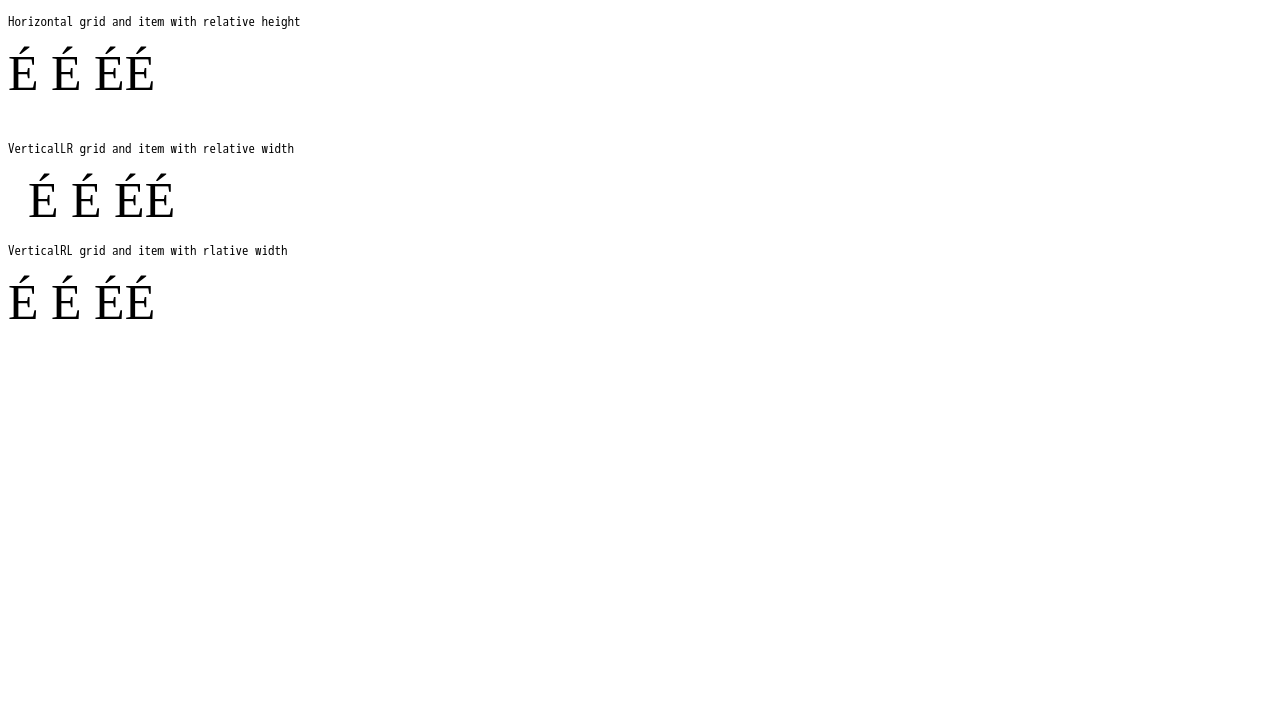 Horizontal grid and item with relative height
É É ÉÉ
VerticalLR grid and item with relative width
É É ÉÉ
VerticalRL grid and item with rlative width
É É ÉÉ